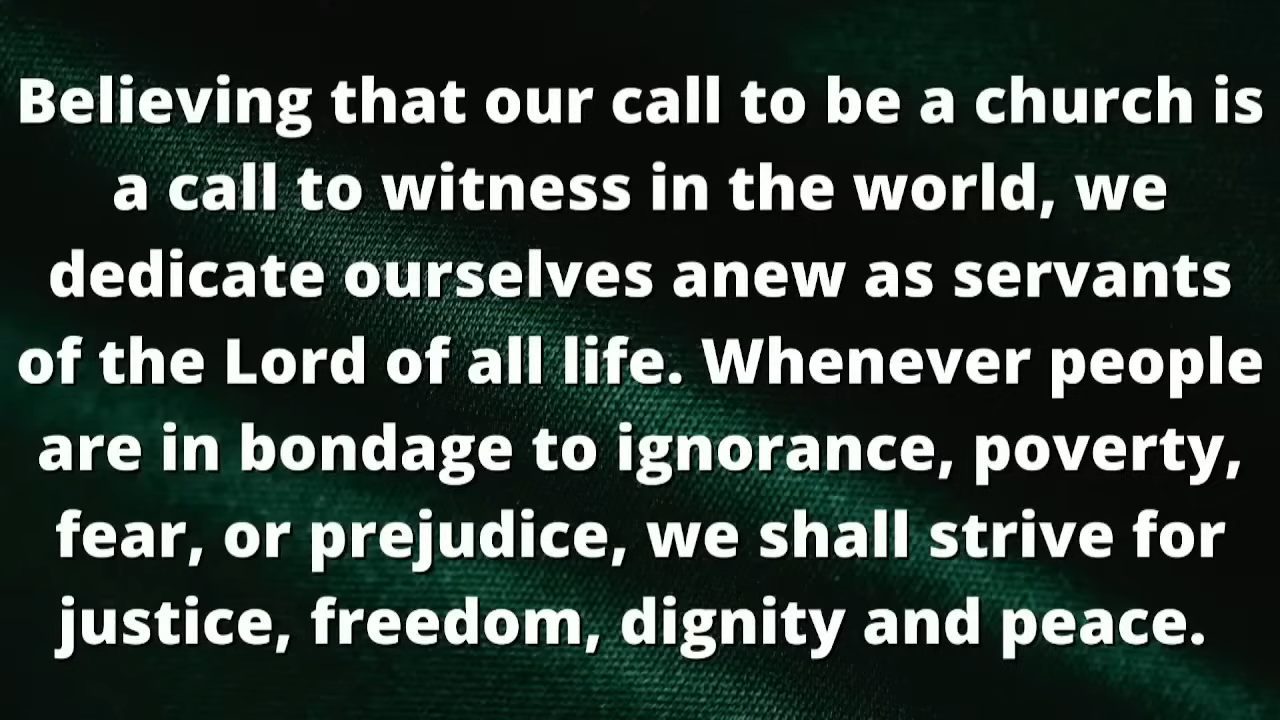 Believing that our call to be a church is
a call to witness in the world, we
dedicate ourselves anew as servants
of the Lord of all life. Whenever people
are in bondage to ignorance, poverty,
fear, or prejudice, we shall strive for
justice, freedom, dignity and peace.